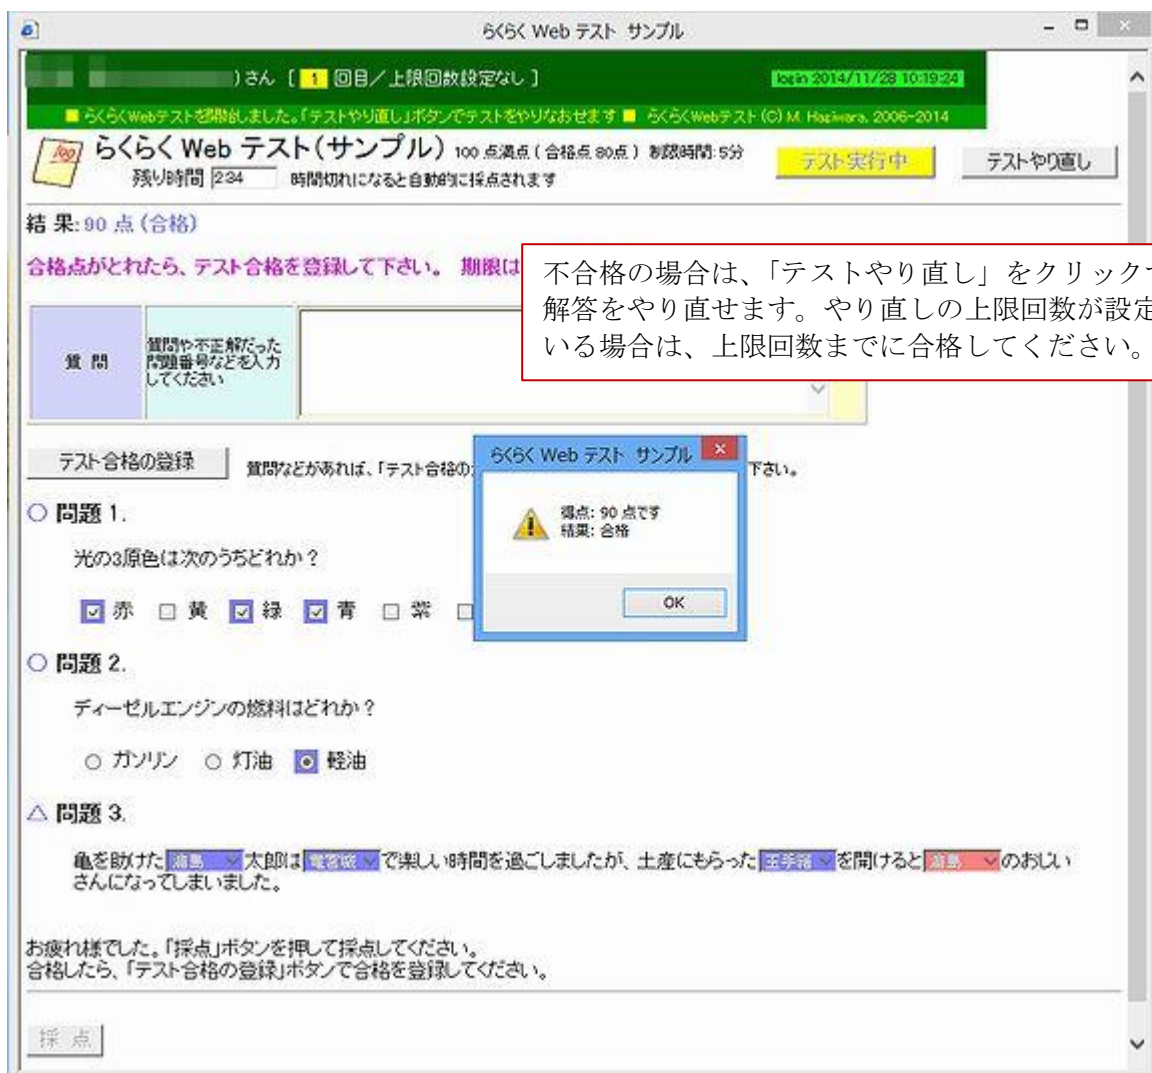 らくらく Web テスト サンプル
)さん [ 1 回目／上限回数設定なし ]
login 2014/11/28 10:19:24
■ らくらくWebテストを開始しました。「テストやり直し」ボタンでテストをやりなおせます ■ らくらくWebテスト (C) M. Hagiwara, 2006-2014
らくらく Web テスト(サンプル) 100 点満点 ( 合格点 80点 ) 制限時間: 5分
テスト実行中
テストやり直し
残り時間 234 時間切れになると自動的に採点されます
結 果: 90 点 (合格)
合格点がとれたら、テスト合格を登録して下さい。 期限は
不合格の場合は、「テストやり直し」をクリック
解答をやり直せます。やり直しの上限回数が設定
いる場合は、上限回数までに合格してください。
質 問
質問や不正解だった
問題番号などを入力
してください
テスト合格の登録
質問などがあれば、「テスト合格の
下さい。
らくらく Web テスト サンプル
得点: 90 点です
結果: 合格
OK
○ 問題 1.
光の3原色は次のうちどれか？
赤 黄 緑 青 紫
○ 問題 2.
ディーゼルエンジンの燃料はどれか？
ガソリン 灯油 軽油
△ 問題 3.
亀を助けた 浦島 太郎は 竜宮城 で楽しい時間を過ごしましたが、土産にもらった 玉手箱 を開けると 浦島 のおじい
さんになってしまいました。
お疲れ様でした。「採点」ボタンを押して採点してください。
合格したら、「テスト合格の登録」ボタンで合格を登録してください。
採 点